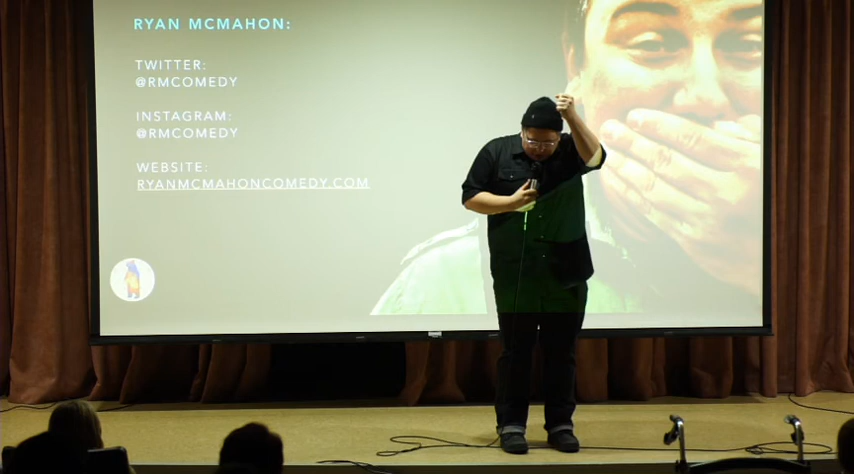 RYAN MCMAHON:
TWITTER:
@RMCOMEDY
INSTAGRAM:
@RMCOMEDY
WEBSITE:
RYANMCMAHONCOMEDY.COM